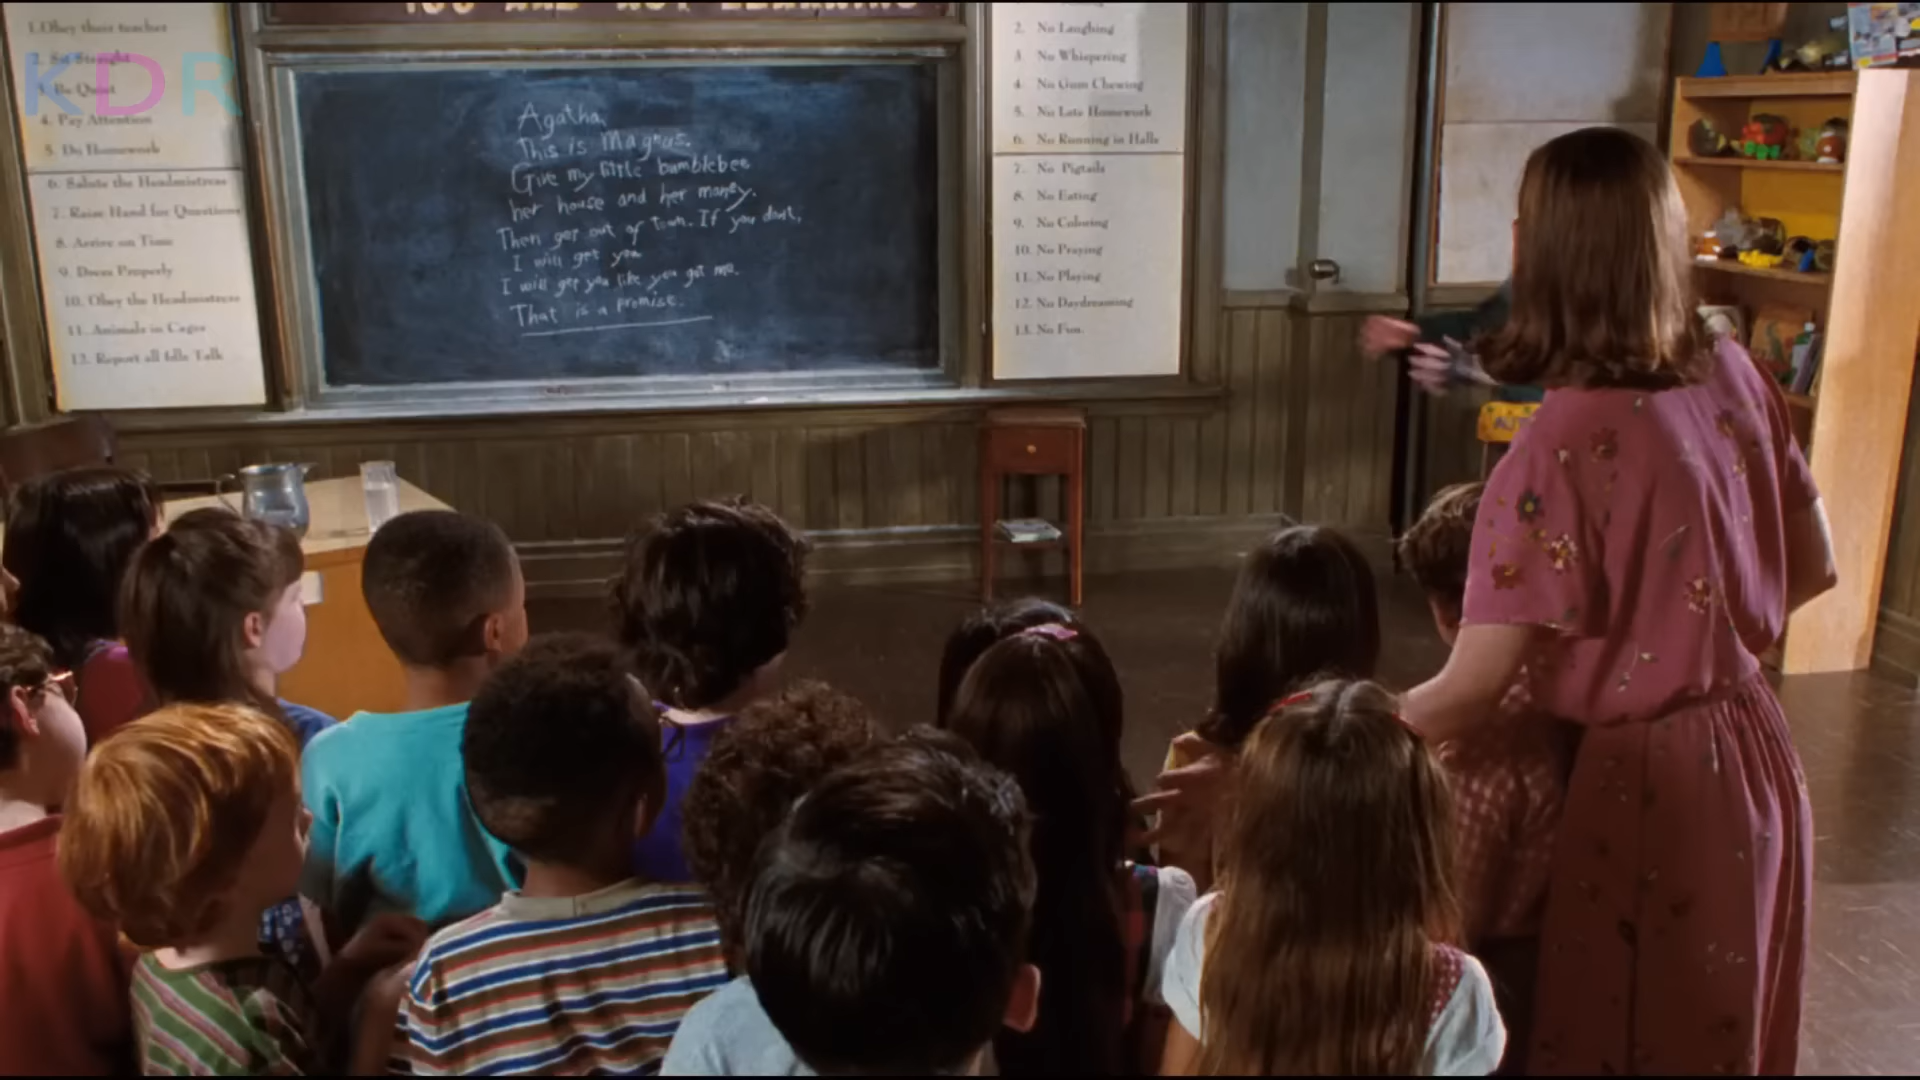 1. Obey their teacher
2. Sit Straight
3. Be Quiet
4. Pay Attention
5. Do Homework
6. Salute the Headmistress
7. Raise Hand for Questions
8. Arrive on Time
9. Dress Properly
10. Obey the Headmistress
11. Animals in Cages
12. Report all Talk
KDR
YOU ARE NOT LEARNING
Agatha,
This is Magnus.
Give my little bumblebee
her house and her money.
Then get out of town. If you don't,
I will get you
I will get you like you got me.
That is a promise.
2. No Laughing
3. No Whispering
4. No Gum Chewing
5. No Late Homework
6. No Running in Halls
7. No Pigtails
8. No Eating
9. No Coloring
10. No Praying
11. No Playing
12. No Daydreaming
13. No Fun.